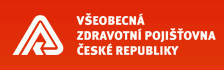 VŠEOBECNÁ
ZDRAVOTNÍ POJIŠŤOVNA
ČESKÉ REPUBLIKY